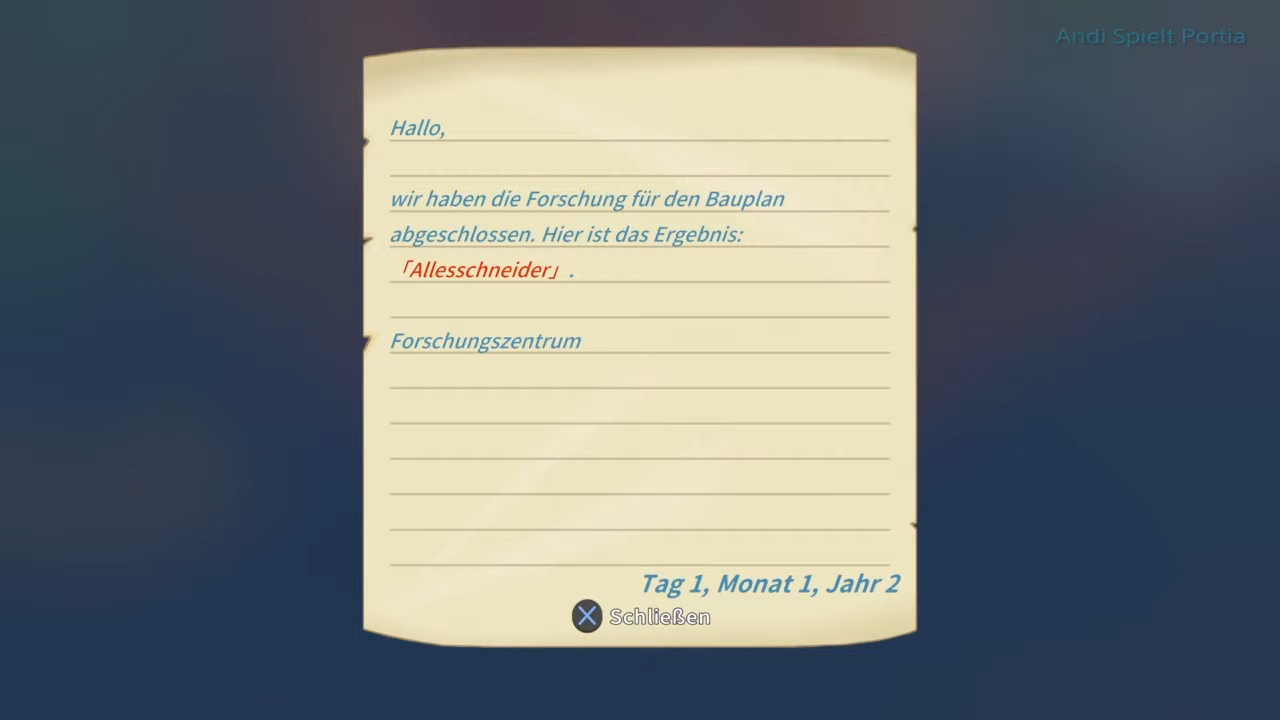 Andi Spielt Portia
Hallo,
wir haben die Forschung für den Bauplan
abgeschlossen. Hier ist das Ergebnis:
「Allesschneider」.
Forschungszentrum
Tag 1, Monat 1, Jahr 2
Schließen